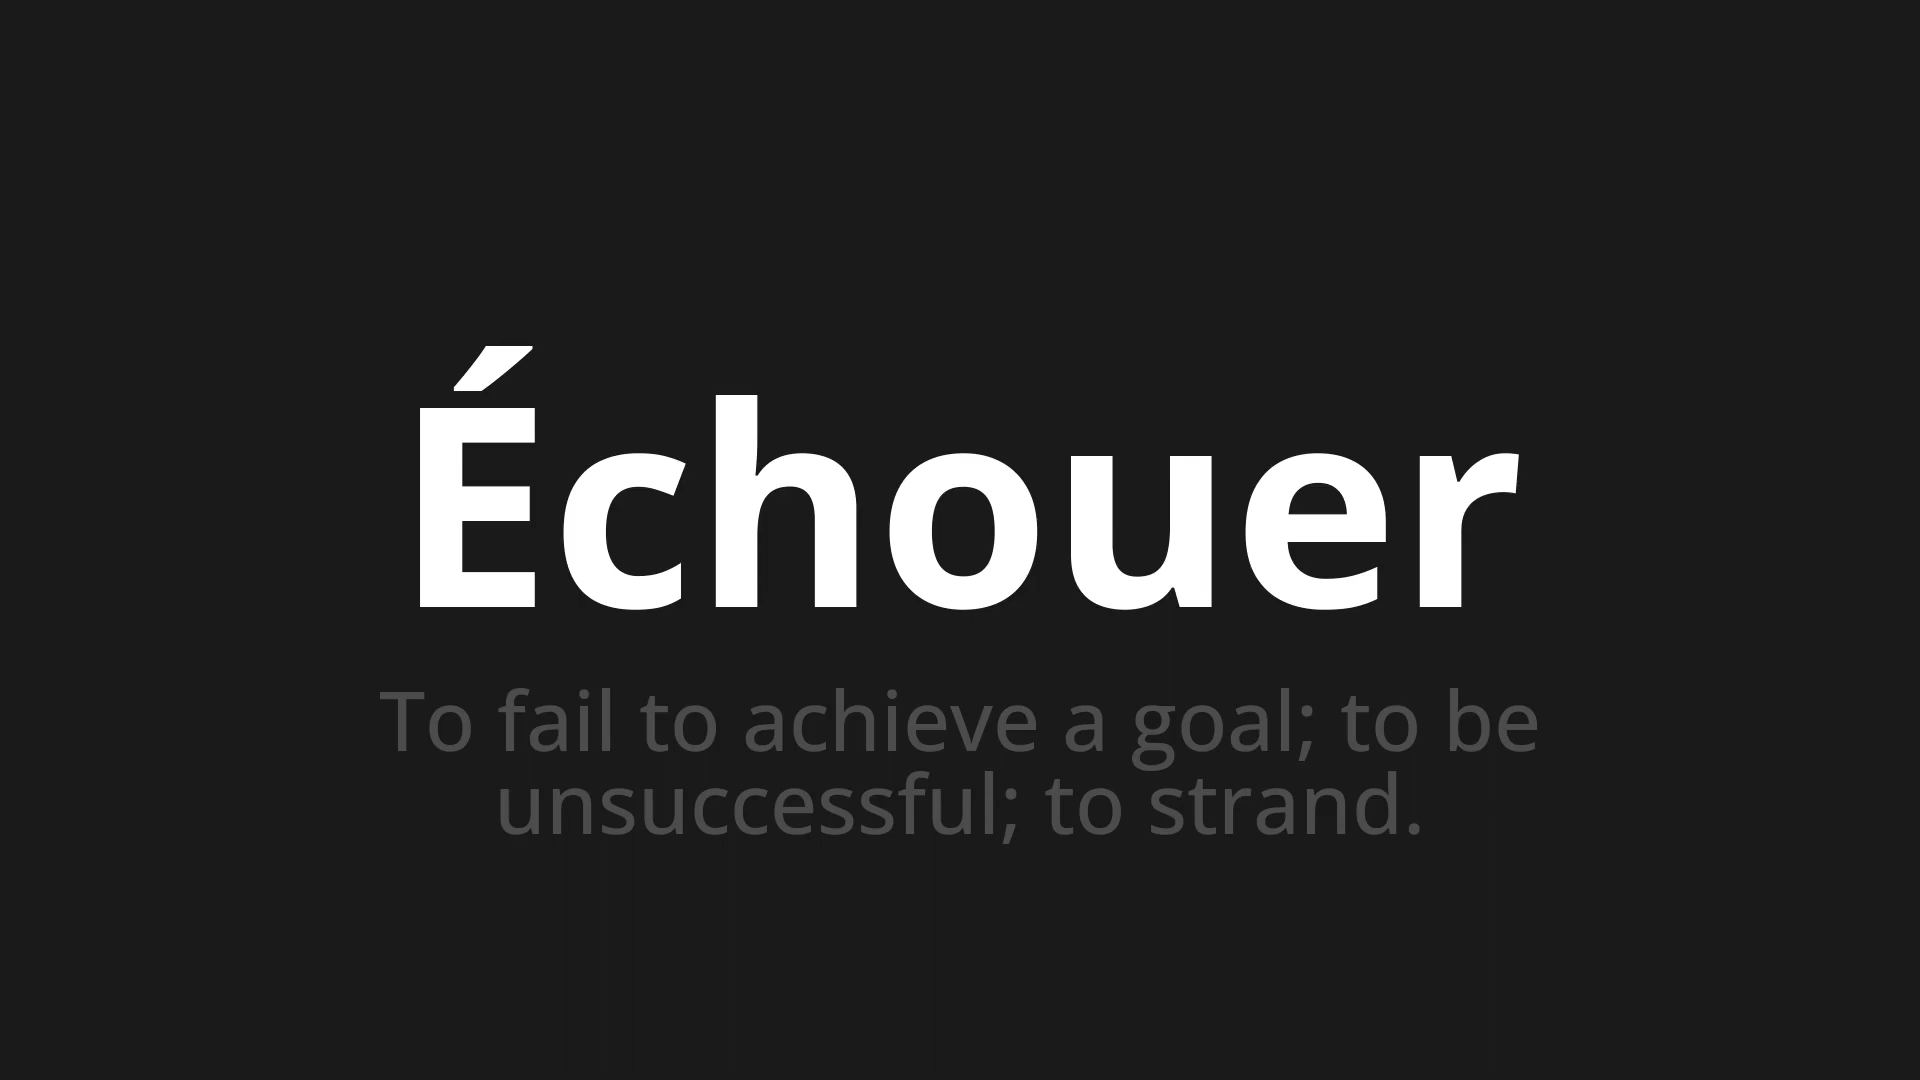 Échouer
To fail to achieve a goal; to be
unsuccessful; to strand.